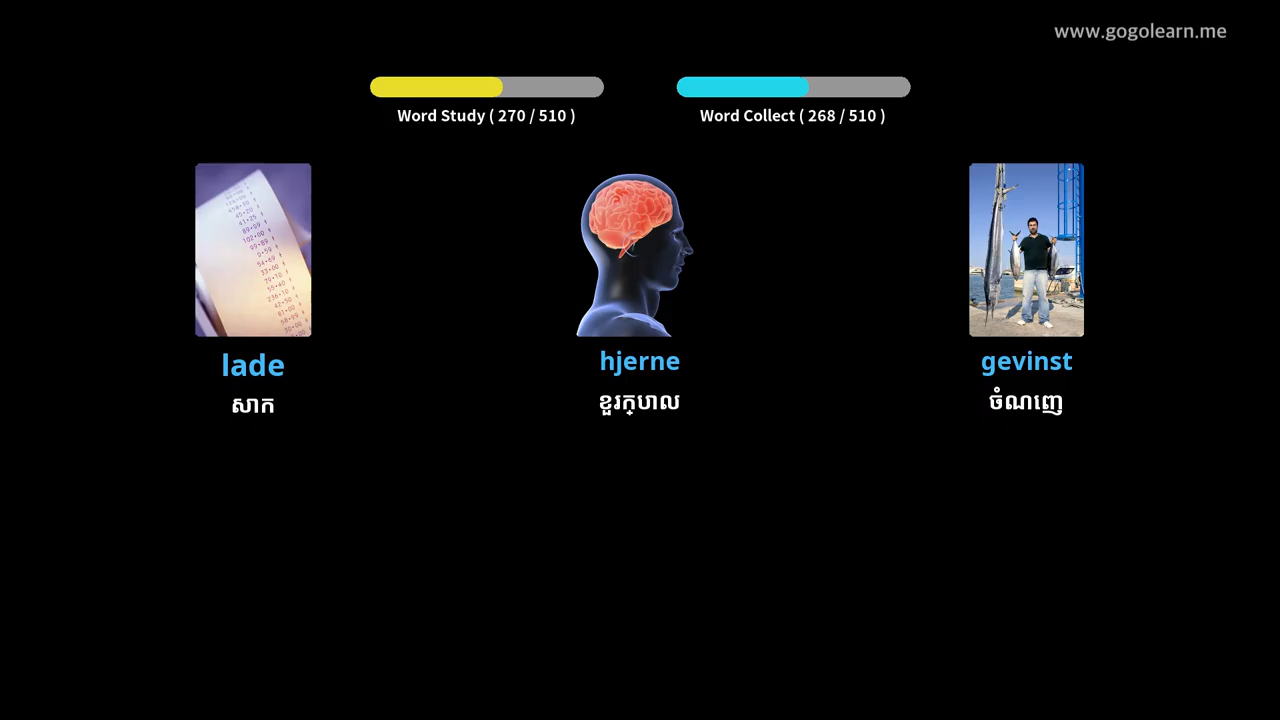 www.gogolearn.me
Word Study ( 270 / 510 )
Word Collect ( 268 / 510 )
lade
hjerne
gevinst
សាក
ខួរក្បាល
ចំណញេ